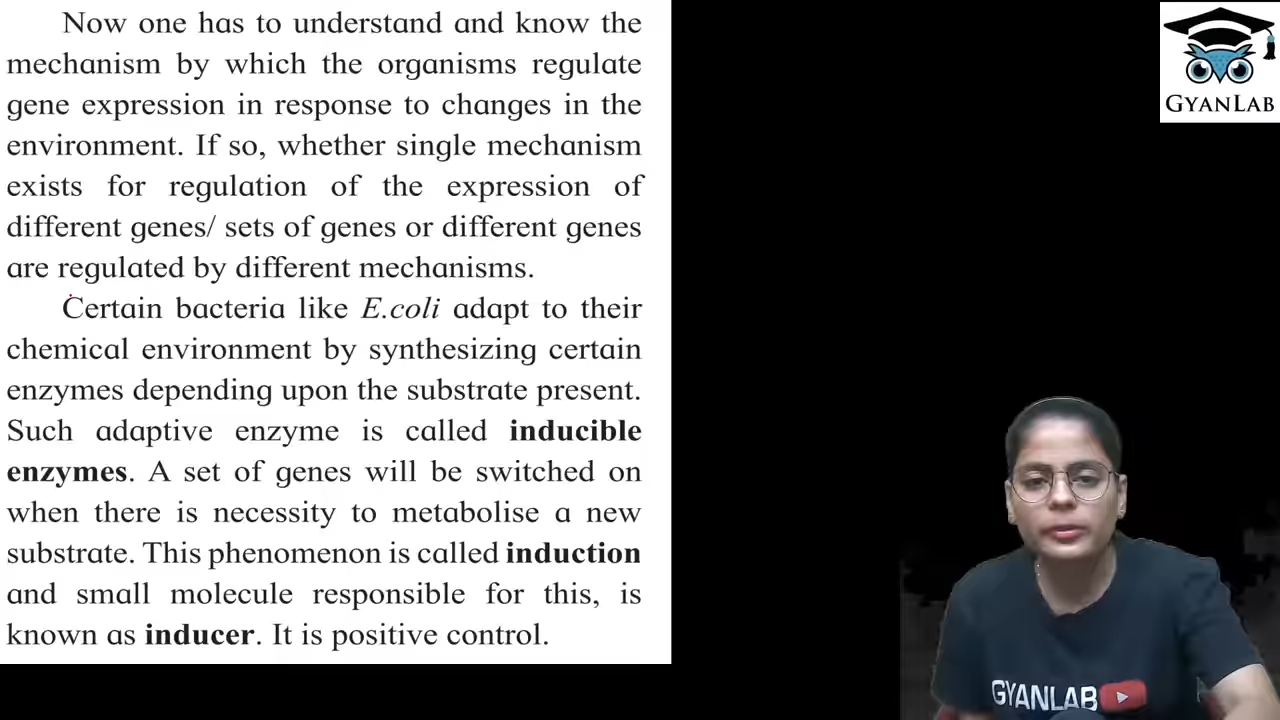 Now one has to understand and know the
mechanism by which the organisms regulate
gene expression in response to changes in the
environment. If so, whether single mechanism
exists for regulation of the expression of
different genes/ sets of genes or different genes
are regulated by different mechanisms.
Certain bacteria like E.coli adapt to their
chemical environment by synthesizing certain
enzymes depending upon the substrate present.
Such adaptive enzyme is called inducible
enzymes. A set of genes will be switched on
when there is necessity to metabolise a new
substrate. This phenomenon is called induction
and small molecule responsible for this, is
known as inducer. It is positive control.
GYANLAB
GYANLAB